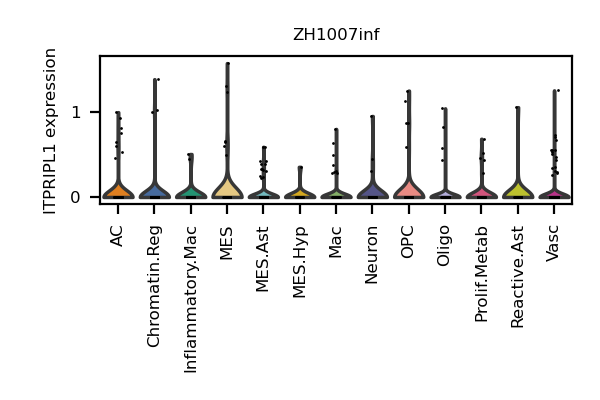 ZH1007inf
ITPRIPL1 expression
1
0
AC
Chromatin.Reg
Inflammatory.Mac
MES
MES.Ast
MES.Hyp
Mac
Neuron
OPC
Oligo
Prolif.Metab
Reactive.Ast
Vasc